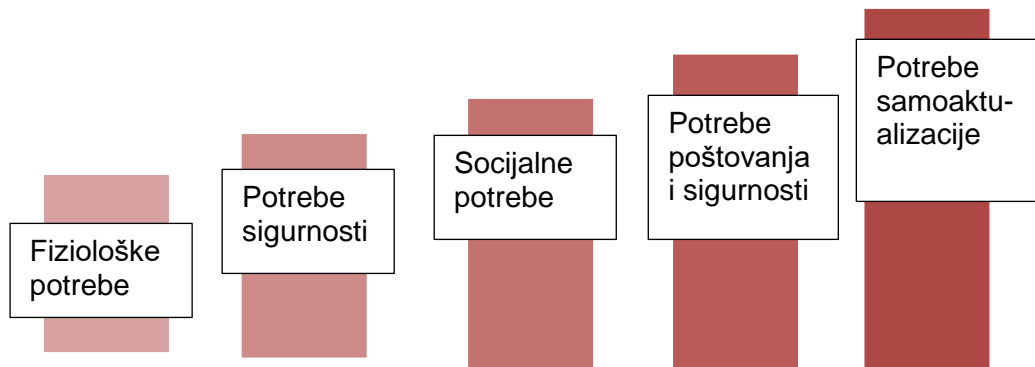 Fiziološke
potrebe
Potrebe
sigurnosti
Socijalne
potrebe
Potrebe
poštovanja
i sigurnosti
Potrebe
samoaktu-
alizacije